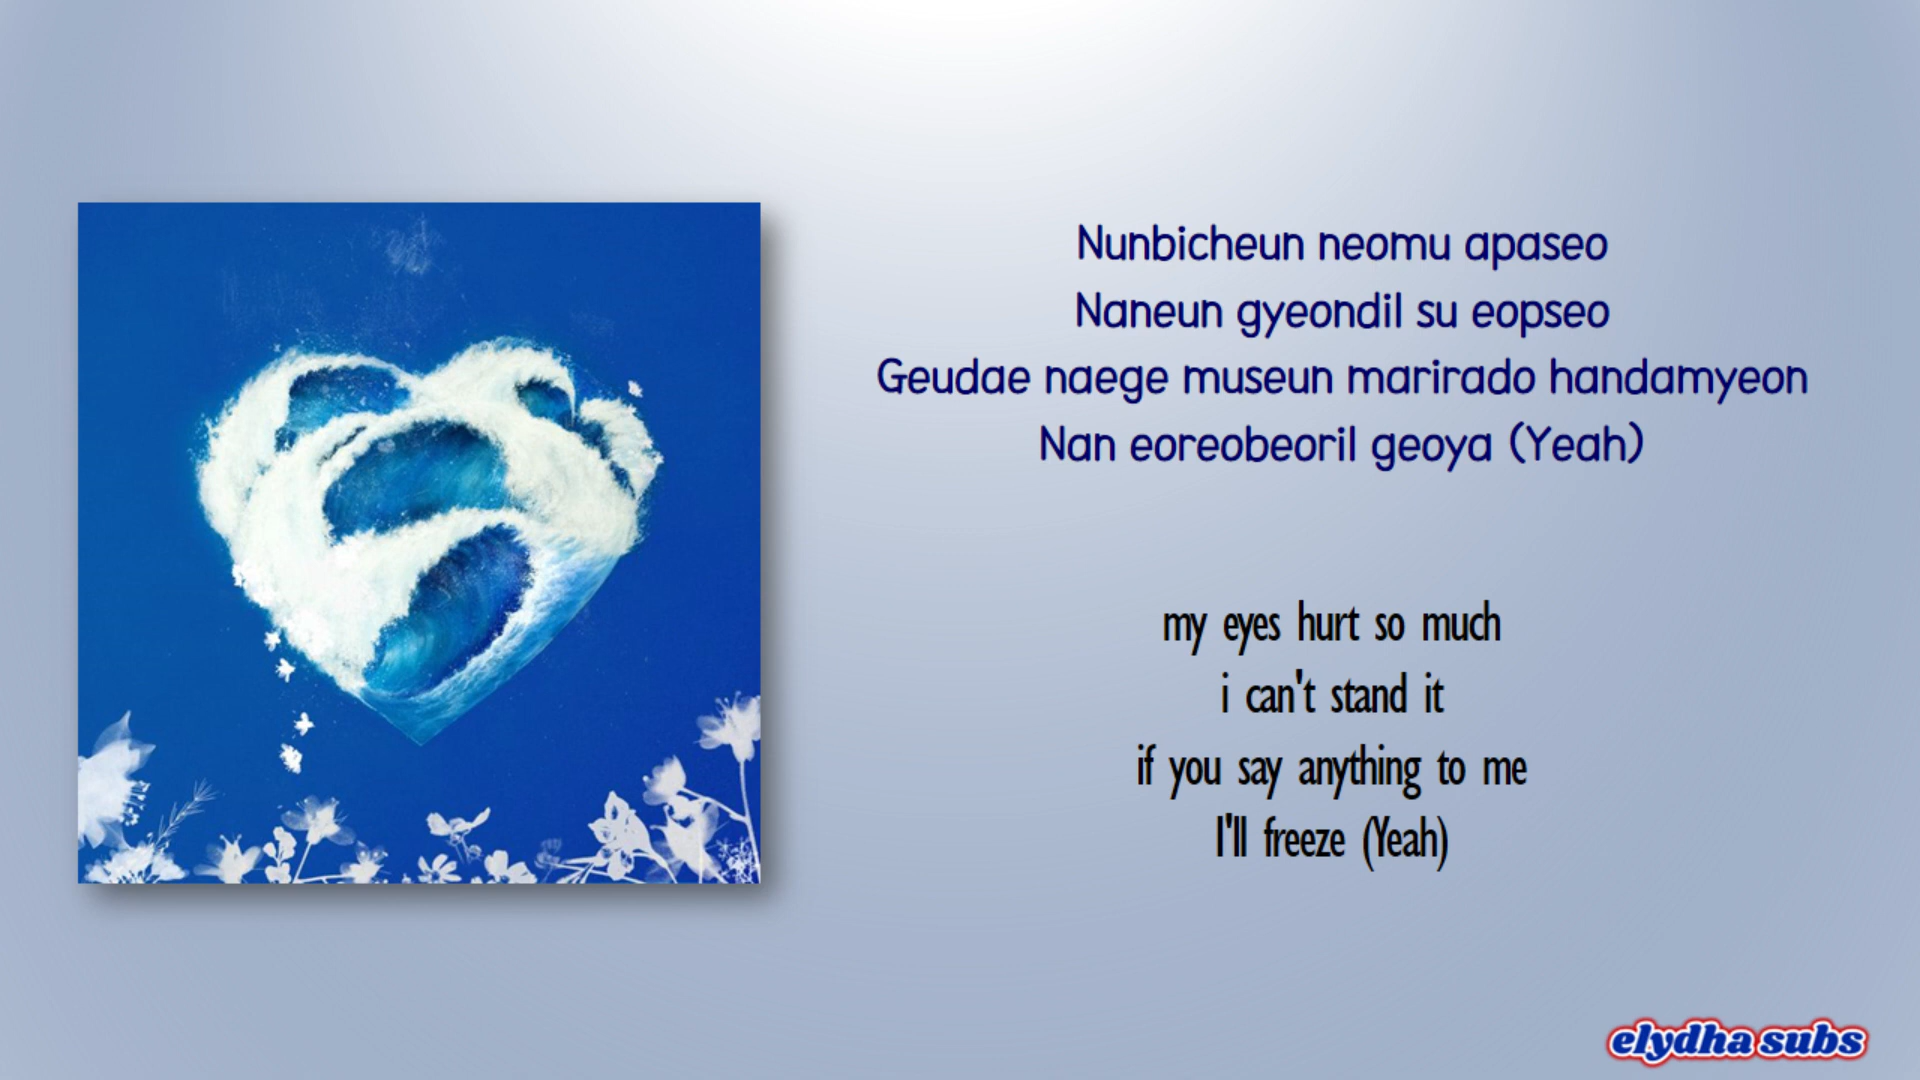 Nunbicheun neomu apaseo
Naneun gyeondil su eopseo
Geudae naege museun marirado handamyeon
Nan eoreobeoril geoya (Yeah)
my eyes hurt so much
i can't stand it
if you say anything to me
I'll freeze (Yeah)
elydha subs